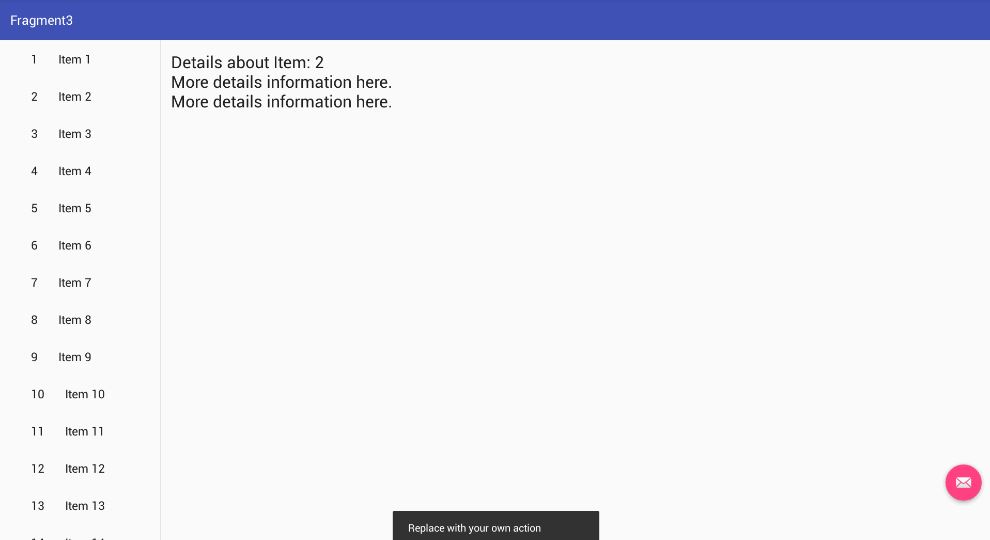 Fragment3
1 Item 1
2 Item 2
3 Item 3
4 Item 4
5 Item 5
6 Item 6
7 Item 7
8 Item 8
9 Item 9
10 Item 10
11 Item 11
12 Item 12
13 Item 13
Details about Item: 2
More details information here.
More details information here.
Replace with your own action